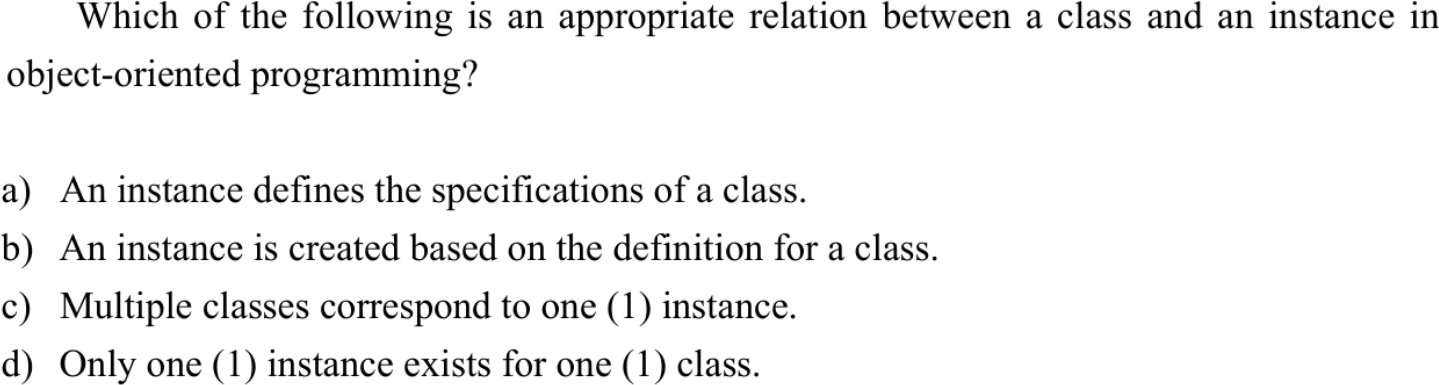 Which of the following is an appropriate relation between a class and an instance in
object-oriented programming?
a) An instance defines the specifications of a class.
b) An instance is created based on the definition for a class.
c) Multiple classes correspond to one (1) instance.
d) Only one (1) instance exists for one (1) class.